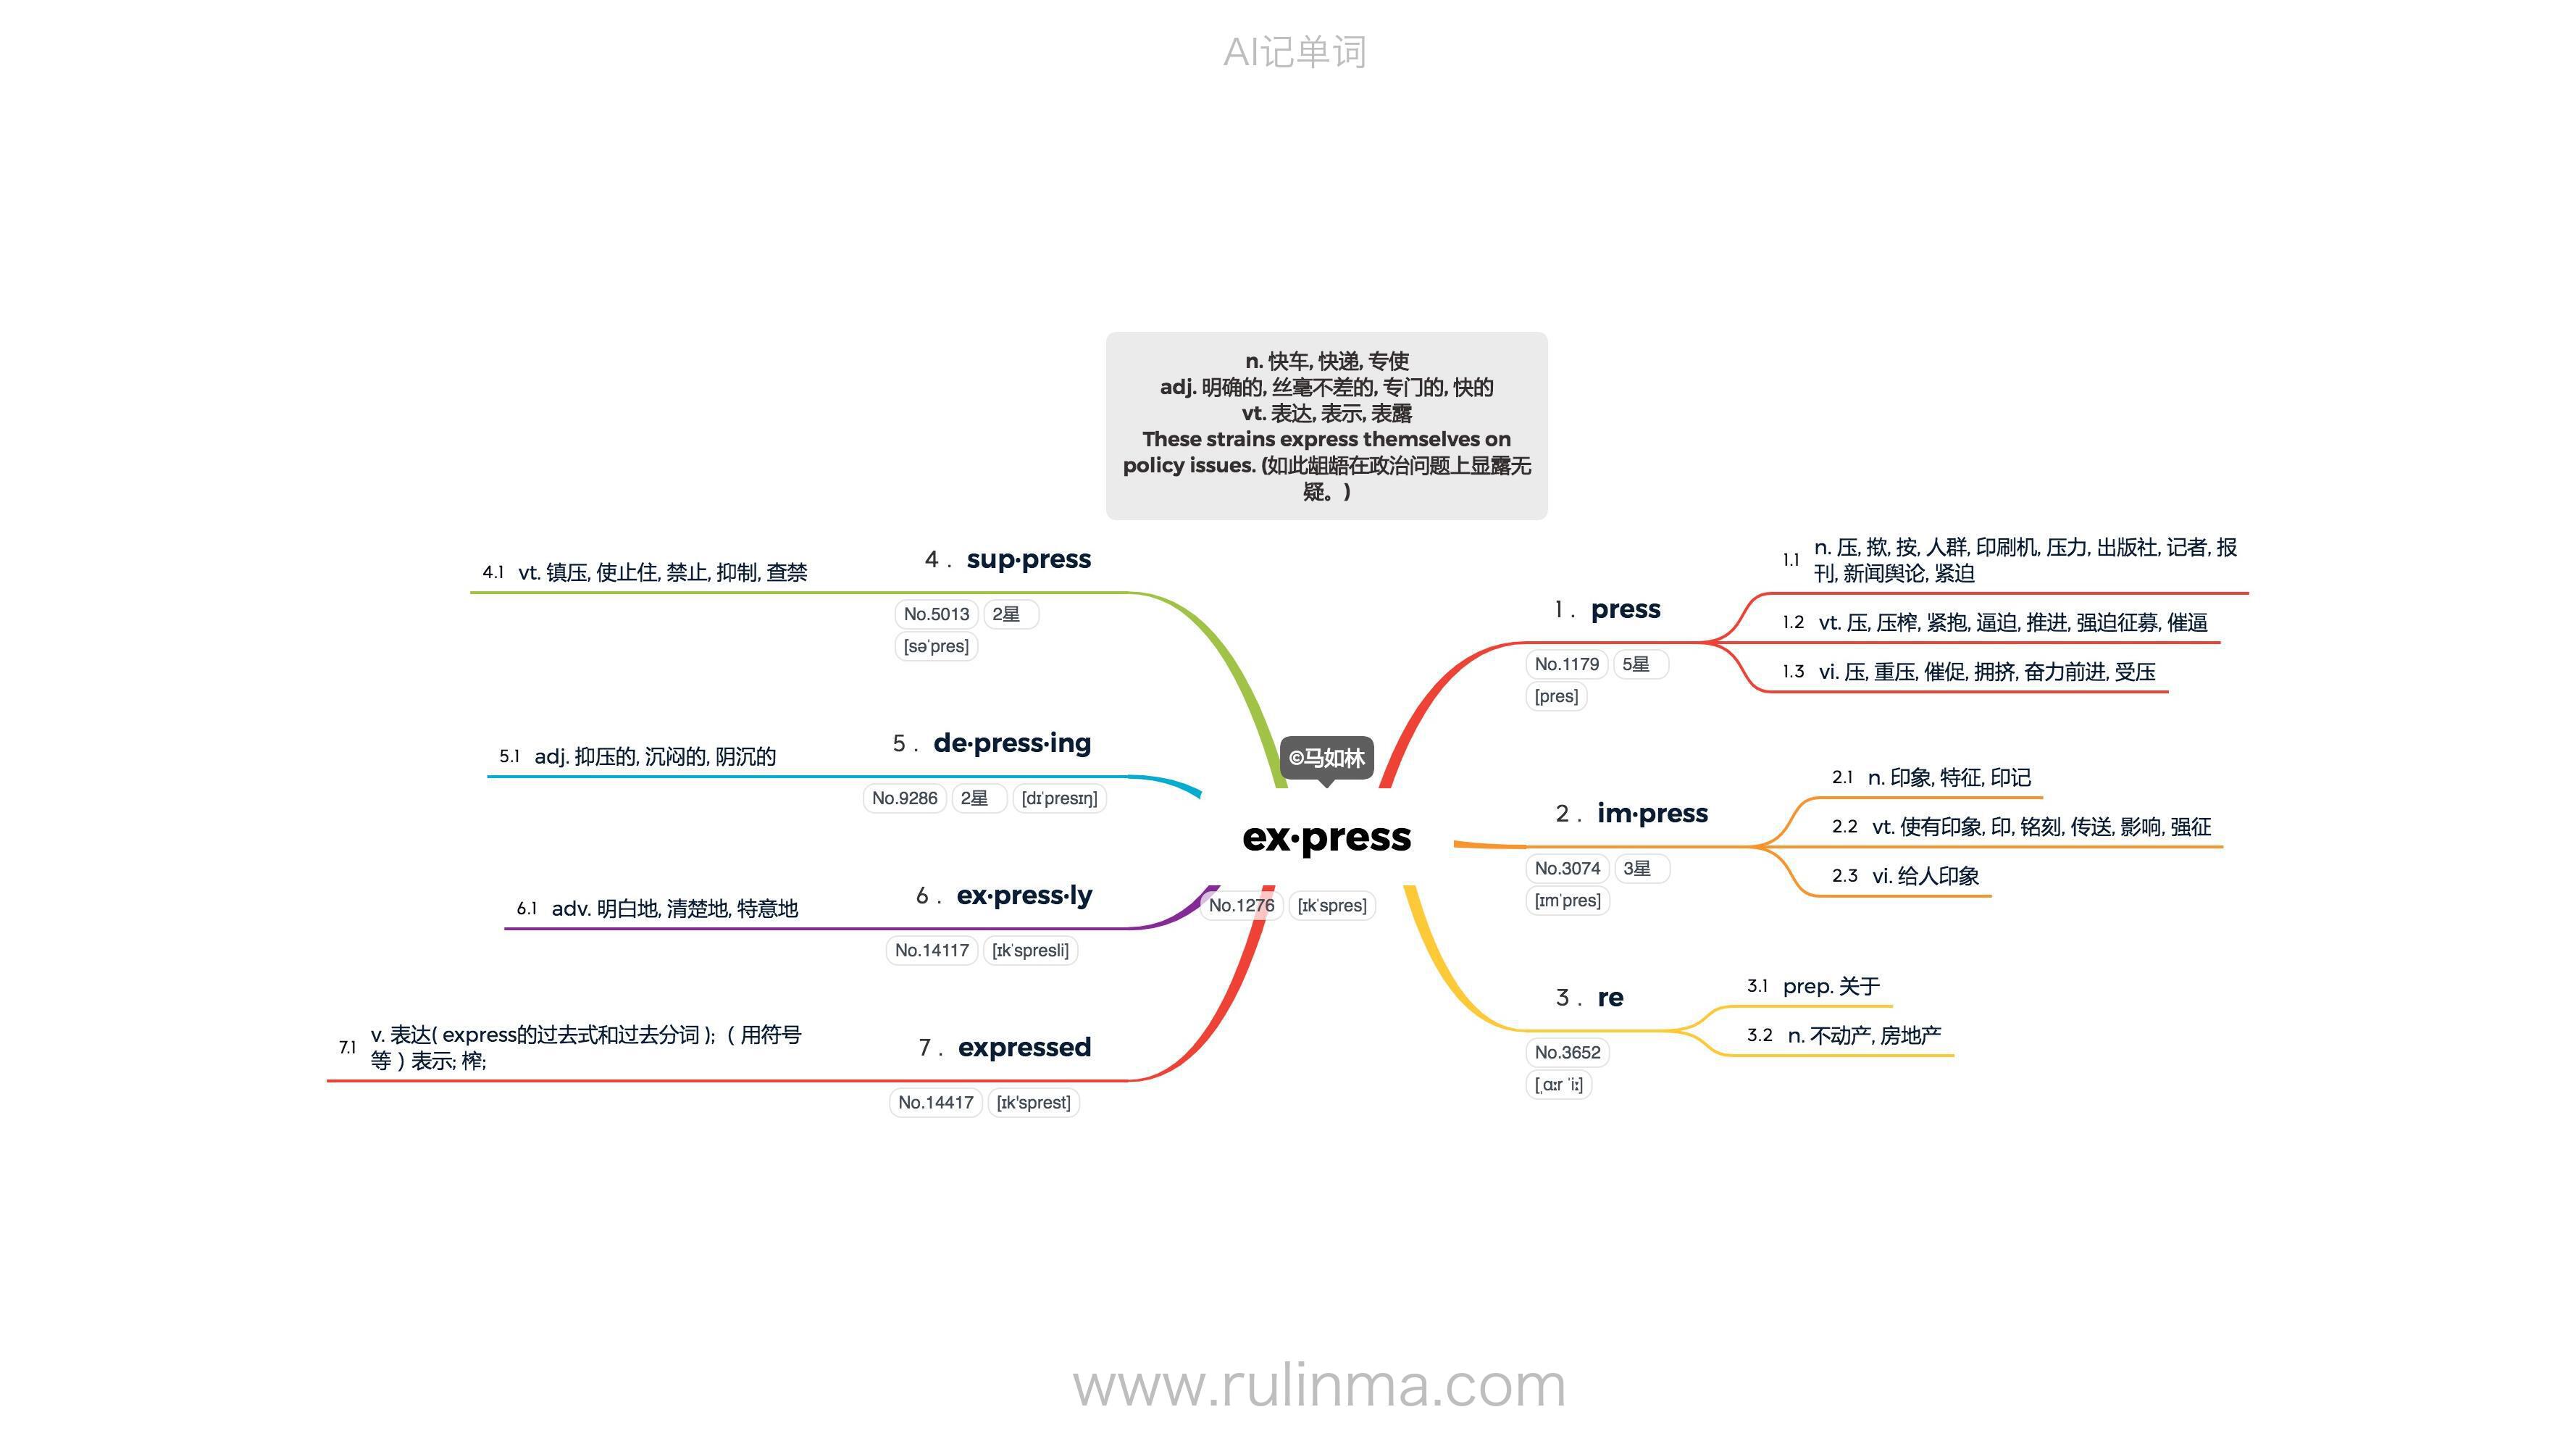 AI记单词
n. 快车, 快递, 专使
adj. 明确的, 丝毫不差的, 专门的, 快的
vt. 表达, 表示, 表露
These strains express themselves on
policy issues. (如此龃龉在政治问题上显露无
疑。)
©马如林
ex·press
No.1276 [ɪkˈspres]
1 . press
No.1179 5星
[pres]
1.1 n. 压, 揿, 按, 人群, 印刷机, 压力, 出版社, 记者, 报
刊, 新闻舆论, 紧迫
1.2 vt. 压, 压榨, 紧抱, 逼迫, 推进, 强迫征募, 催逼
1.3 vi. 压, 重压, 催促, 拥挤, 奋力前进, 受压
2 . im·press
No.3074 3星
[ɪmˈpres]
2.1 n. 印象, 特征, 印记
2.2 vt. 使有印象, 印, 铭刻, 传送, 影响, 强征
2.3 vi. 给人印象
3 . re
No.3652
[ˌɑːr ˈiː]
3.1 prep. 关于
3.2 n. 不动产, 房地产
4 . sup·press
No.5013 2星
[səˈpres]
4.1 vt. 镇压, 使止住, 禁止, 抑制, 查禁
5 . de·press·ing
No.9286 2星 [dɪˈpresɪŋ]
5.1 adj. 抑压的, 沉闷的, 阴沉的
6 . ex·press·ly
No.14117 [ɪkˈspresli]
6.1 adv. 明白地, 清楚地, 特意地
7 . expressed
No.14417 [ɪk'sprest]
7.1 v. 表达( express的过去式和过去分词 );（ 用符号
等 ) 表示; 榨;
www.rulinma.com